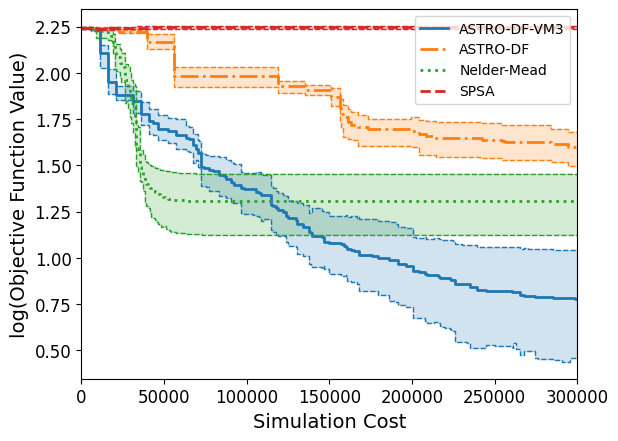 log(Objective Function Value)
2.25
2.00
1.75
1.50
1.25
1.00
0.75
0.50
ASTRO-DF-VM3
ASTRO-DF
Nelder-Mead
SPSA
0
50000
100000
150000
200000
250000
300000
Simulation Cost